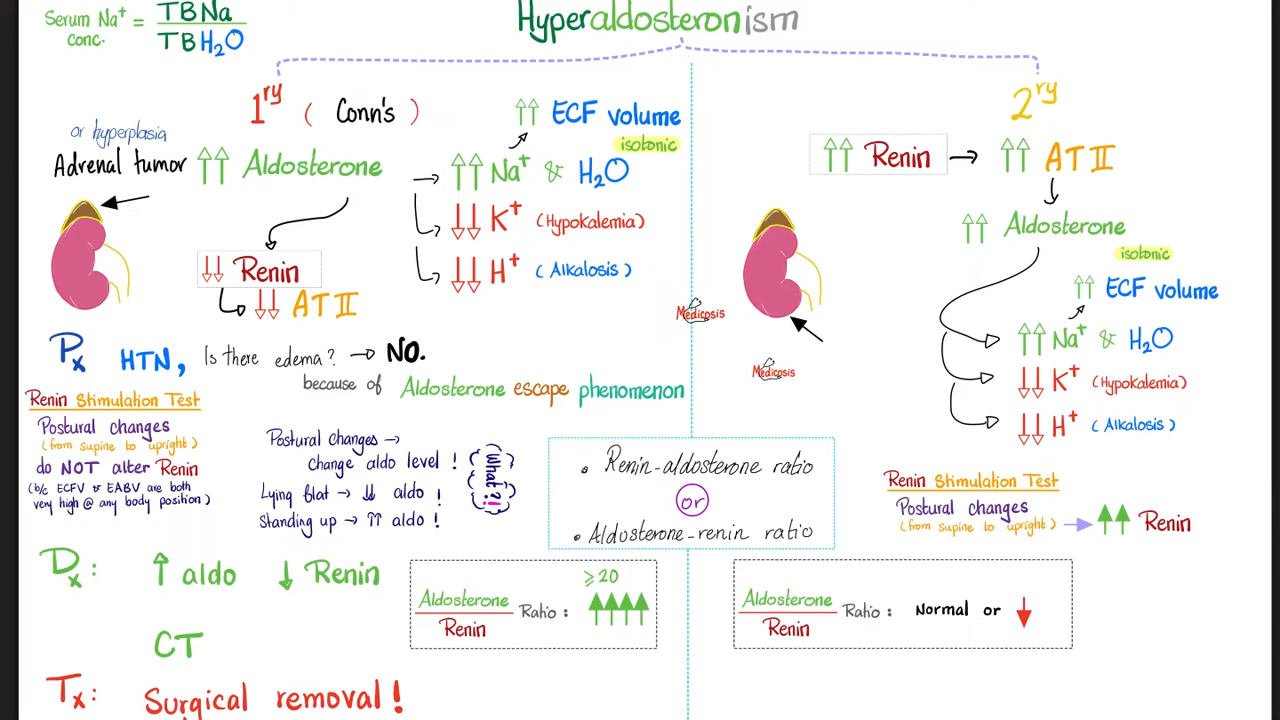 Hyperaldosteronism
Serum Na⁺ conc. = TBNa / TBH₂O
1ʳʸ ( Conn's )
or hyperplasia
Adrenal tumor ↑↑ Aldosterone
↑↑ ECF volume
isotonic
→ ↑↑ Na⁺ & H₂O
↓↓ K⁺ (Hypokalemia)
↓↓ H⁺ (Alkalosis)
↓↓ Renin
↓↓ AT II
Px HTN, Is there edema? → NO.
because of Aldosterone escape phenomenon
Renin Stimulation Test
Postural changes
(from supine to upright)
do NOT alter Renin
(b/c ECFV & EABV are both
very high @ any body position)
Postural changes →
change aldo level !
Lying flat → ↓↓ aldo !
Standing up → ↑↑ aldo !
What?!
Dx: ↑ aldo ↓ Renin
CT
Tx: Surgical removal!
• Renin-aldosterone ratio
or
• Aldosterone-renin ratio
≥20
Aldosterone / Renin Ratio: ↑↑↑↑
Medicosis
Medicosis
2ʳʸ
↑↑ Renin → ↑↑ AT II
↑↑ Aldosterone
isotonic
↑↑ ECF volume
↑↑ Na⁺ & H₂O
↓↓ K⁺ (Hypokalemia)
↓↓ H⁺ (Alkalosis)
Renin Stimulation Test
Postural changes
(from supine to upright) → ↑↑ Renin
Aldosterone / Renin Ratio: Normal or ↓